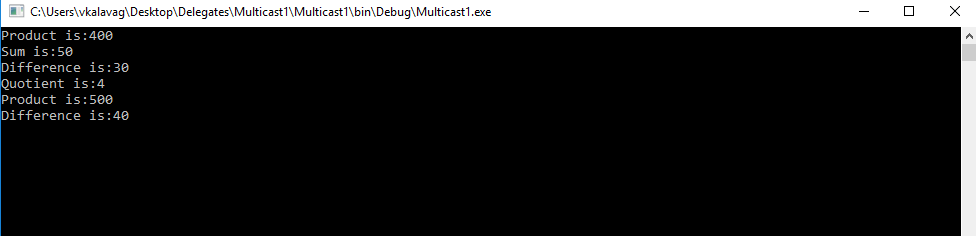 C:\Users\vkalavag\Desktop\Delegates\Multicast1\Multicast1\bin\Debug\Multicast1.exe
Product is:400
Sum is:50
Difference is:30
Quotient is:4
Product is:500
Difference is:40